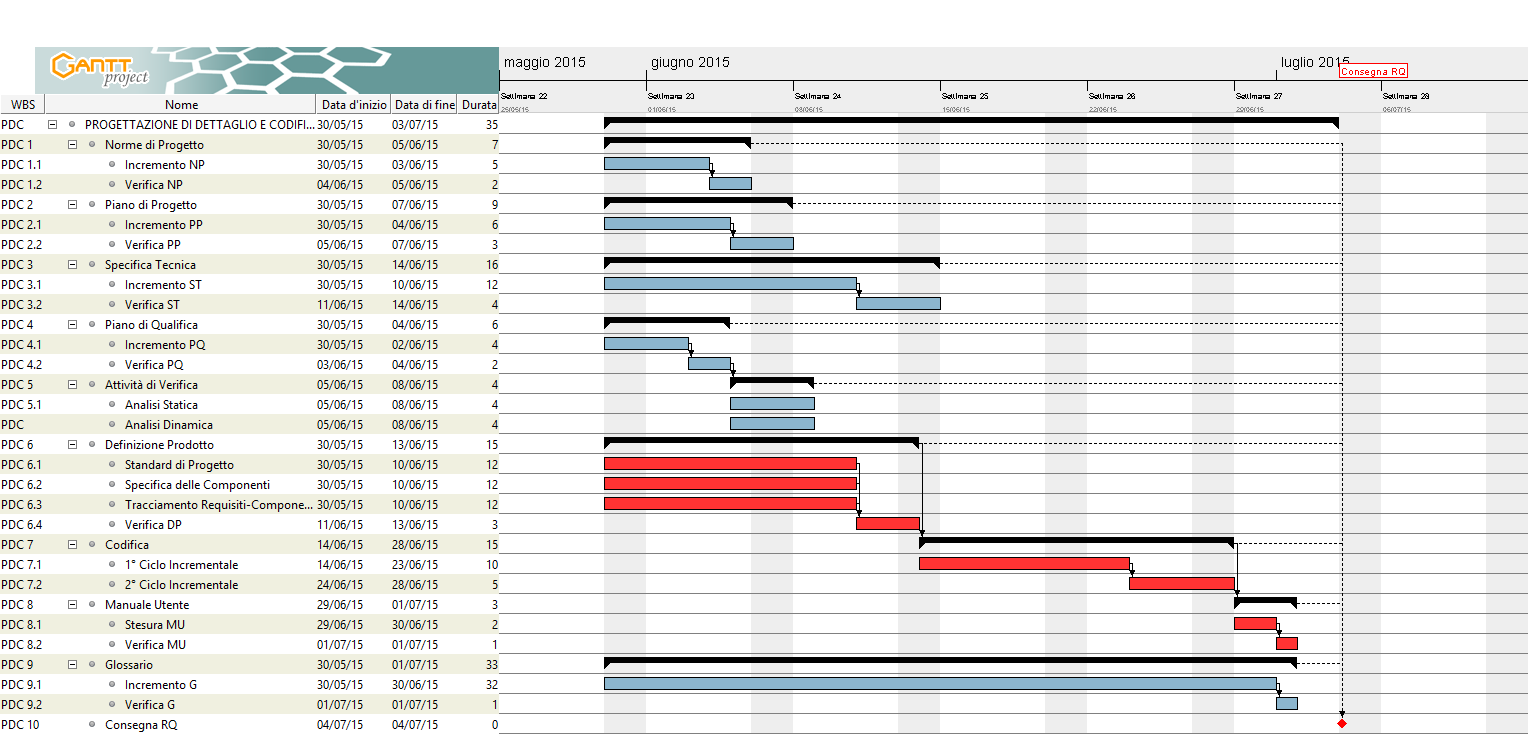 GANTT
project
maggio 2015 giugno 2015 luglio 2015
Consegna RQ
Settimana 22 Settimana 23 Settimana 24 Settimana 25 Settimana 26 Settimana 27 Settimana 28
25/05/15 01/06/15 08/06/15 15/06/15 22/06/15 29/06/15 06/07/15
WBS Nome Data d'inizio Data di fine Durata
PDC PROGETTAZIONE DI DETTAGLIO E CODIFI... 30/05/15 03/07/15 35
PDC 1 Norme di Progetto 30/05/15 05/06/15 7
PDC 1.1 Incremento NP 30/05/15 03/06/15 5
PDC 1.2 Verifica NP 04/06/15 05/06/15 2
PDC 2 Piano di Progetto 30/05/15 07/06/15 9
PDC 2.1 Incremento PP 30/05/15 04/06/15 6
PDC 2.2 Verifica PP 05/06/15 07/06/15 3
PDC 3 Specifica Tecnica 30/05/15 14/06/15 16
PDC 3.1 Incremento ST 30/05/15 10/06/15 12
PDC 3.2 Verifica ST 11/06/15 14/06/15 4
PDC 4 Piano di Qualifica 30/05/15 04/06/15 6
PDC 4.1 Incremento PQ 30/05/15 02/06/15 4
PDC 4.2 Verifica PQ 03/06/15 04/06/15 2
PDC 5 Attività di Verifica 05/06/15 08/06/15 4
PDC 5.1 Analisi Statica 05/06/15 08/06/15 4
PDC Analisi Dinamica 05/06/15 08/06/15 4
PDC 6 Definizione Prodotto 30/05/15 13/06/15 15
PDC 6.1 Standard di Progetto 30/05/15 10/06/15 12
PDC 6.2 Specifica delle Componenti 30/05/15 10/06/15 12
PDC 6.3 Tracciamento Requisiti-Compone... 30/05/15 10/06/15 12
PDC 6.4 Verifica DP 11/06/15 13/06/15 3
PDC 7 Codifica 14/06/15 28/06/15 15
PDC 7.1 1° Ciclo Incrementale 14/06/15 23/06/15 10
PDC 7.2 2° Ciclo Incrementale 24/06/15 28/06/15 5
PDC 8 Manuale Utente 29/06/15 01/07/15 3
PDC 8.1 Stesura MU 29/06/15 30/06/15 2
PDC 8.2 Verifica MU 01/07/15 01/07/15 1
PDC 9 Glossario 30/05/15 01/07/15 33
PDC 9.1 Incremento G 30/05/15 30/06/15 32
PDC 9.2 Verifica G 01/07/15 01/07/15 1
PDC 10 Consegna RQ 04/07/15 04/07/15 0